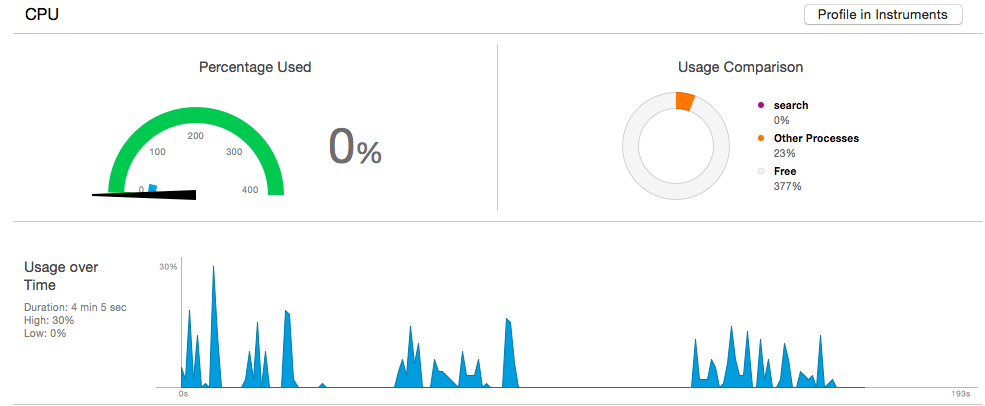 CPU
Profile in Instruments
Percentage Used
0
100
200
300
400
0%
Usage Comparison
search
0%
Other Processes
23%
Free
377%
Usage over
Time
Duration: 4 min 5 sec
High: 30%
Low: 0%
30%
0s
193s